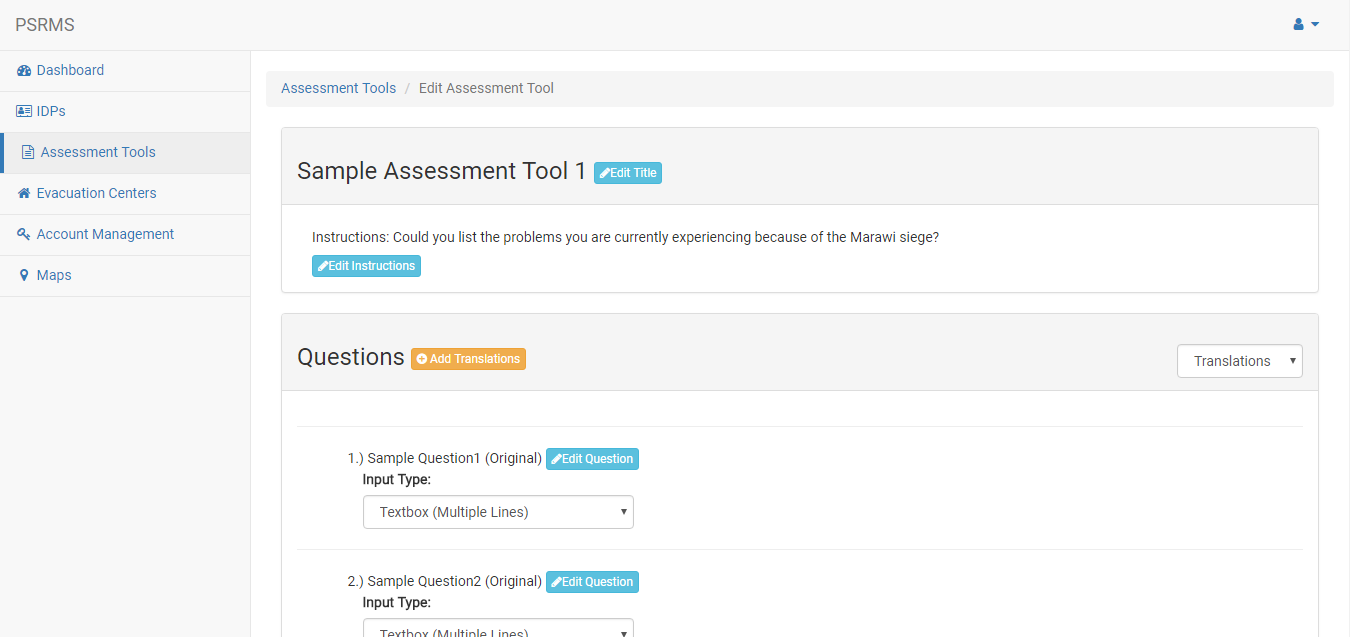 PSRMS
Dashboard
IDPs
Assessment Tools
Evacuation Centers
Account Management
Maps
Assessment Tools / Edit Assessment Tool
Sample Assessment Tool 1 Edit Title
Instructions: Could you list the problems you are currently experiencing because of the Marawi siege?
Edit Instructions
Questions Add Translations Translations
1.) Sample Question1 (Original) Edit Question
Input Type:
Textbox (Multiple Lines)
2.) Sample Question2 (Original) Edit Question
Input Type:
Textbox (Multiple Lines)